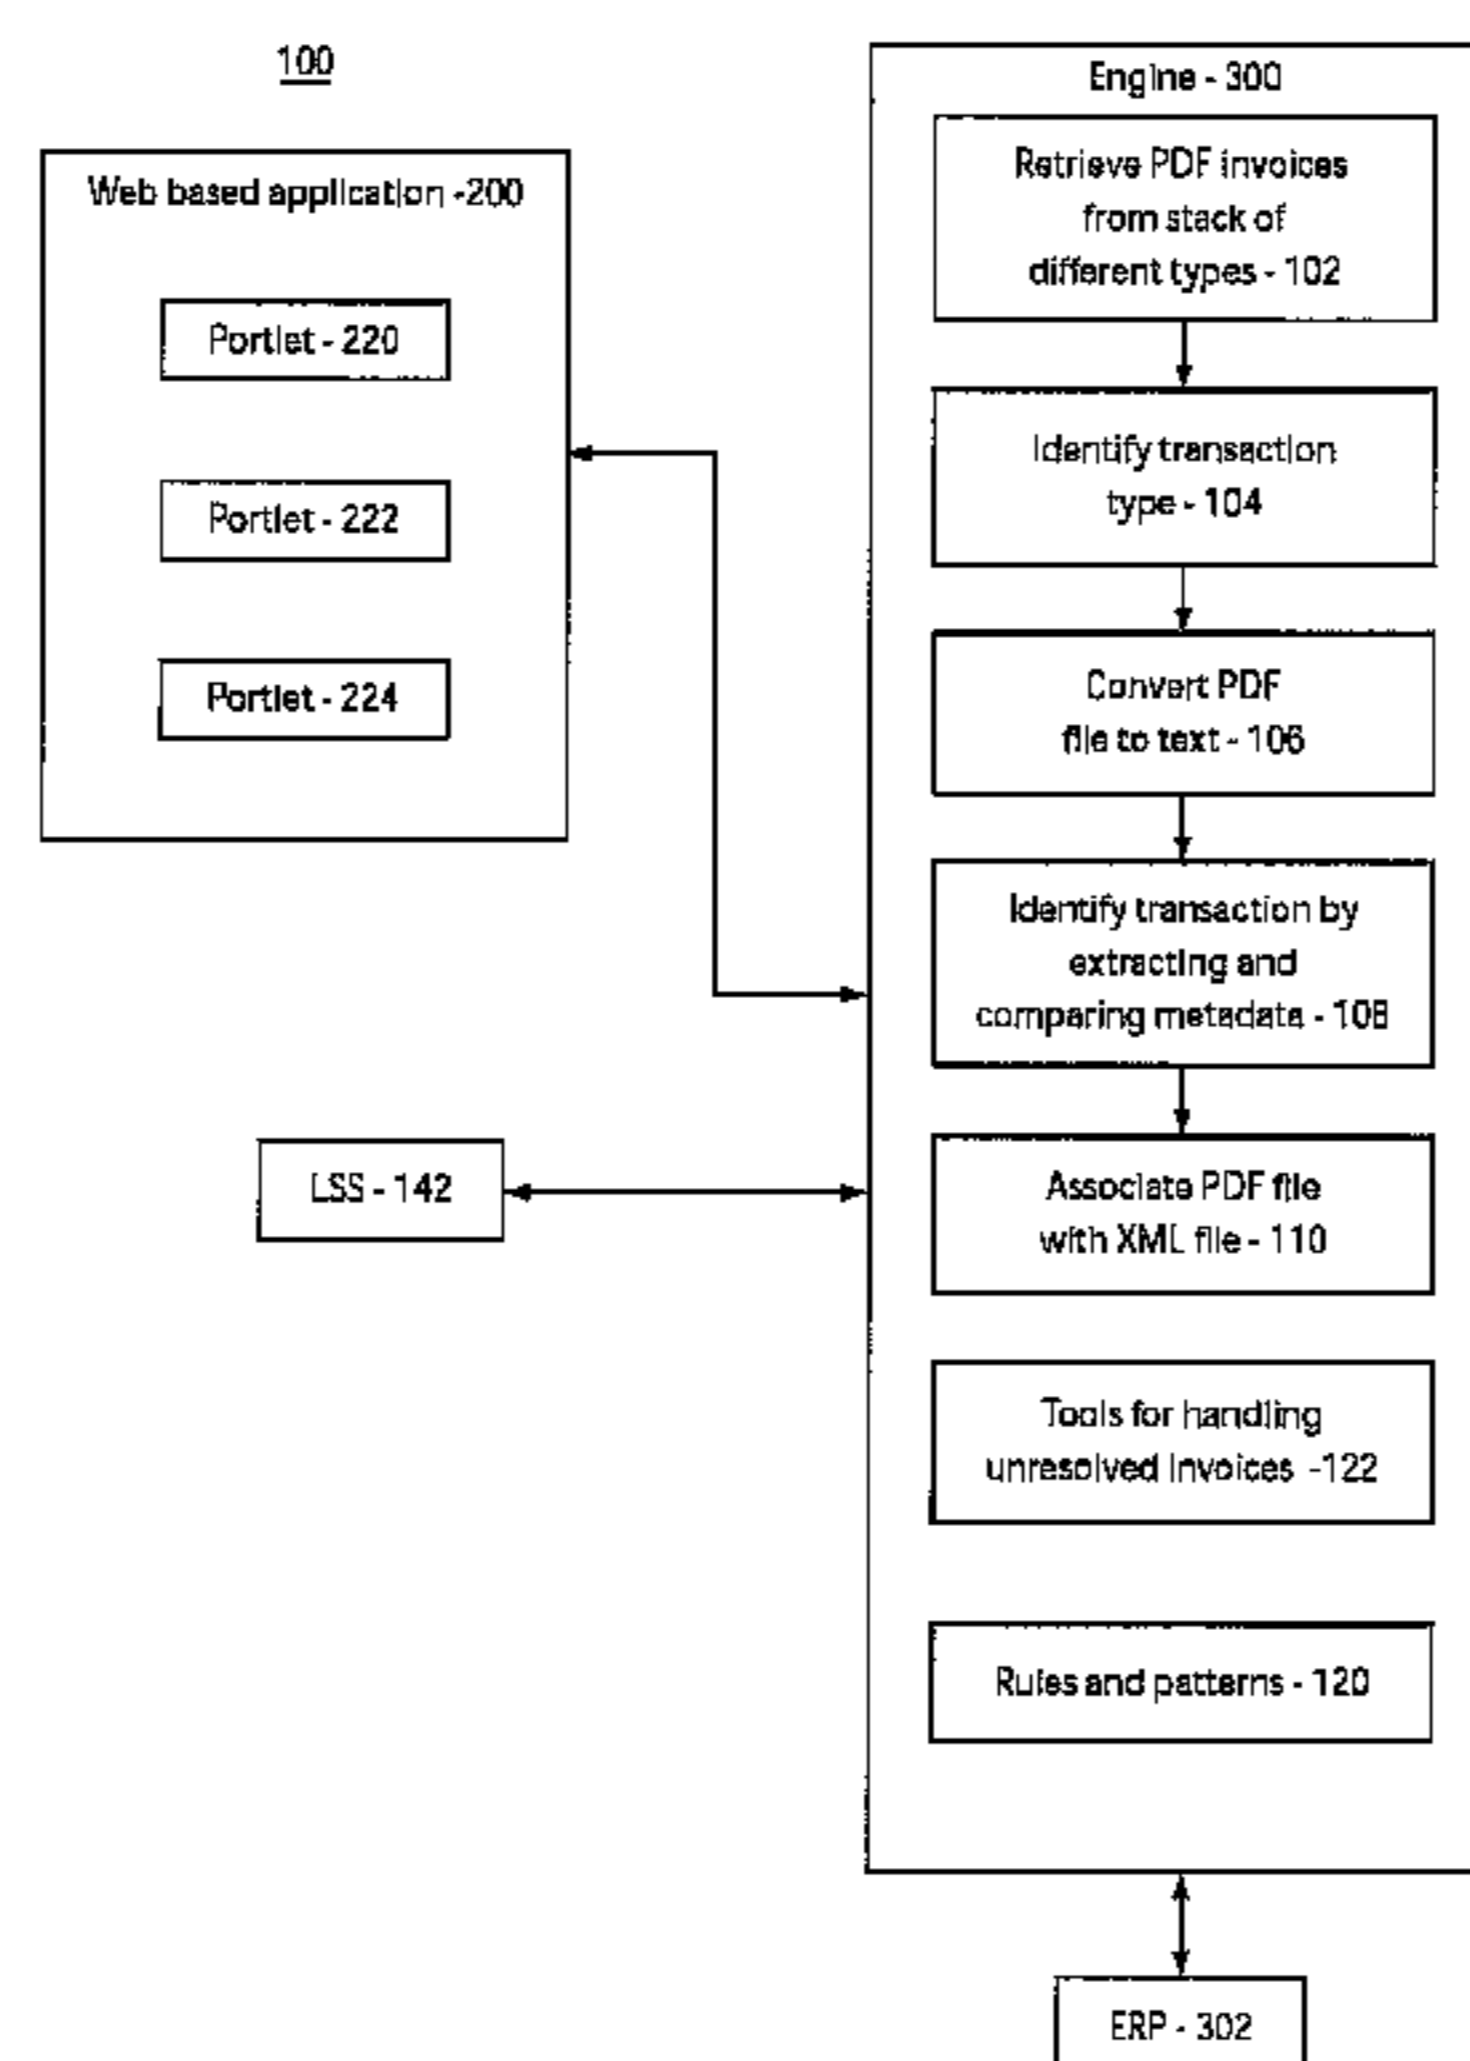 100
Web based application -200
Portlet - 220
Portlet - 222
Portlet - 224
LSS - 142
Engine - 300
Retrieve PDF invoices
from stack of
different types - 102
Identify transaction
type - 104
Convert PDF
file to text - 106
Identify transaction by
extracting and
comparing metadata - 108
Associate PDF file
with XML file - 110
Tools for handling
unresolved invoices -122
Rules and patterns - 120
ERP - 302